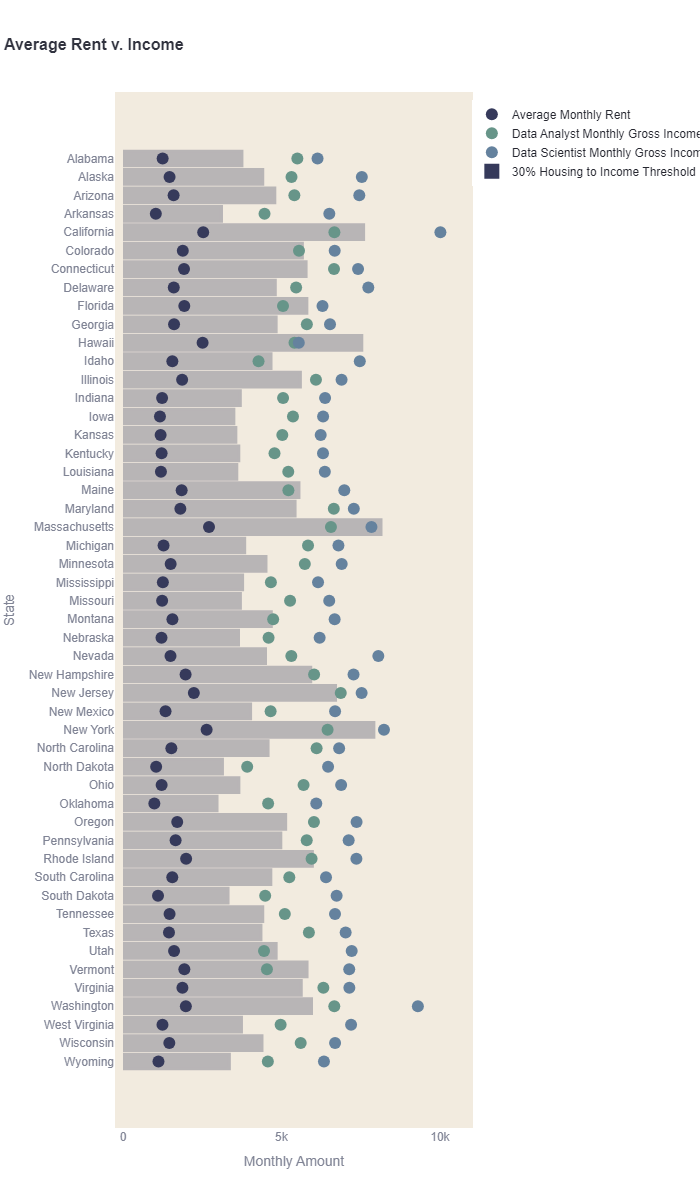 Average Rent v. Income
Average Monthly Rent
Data Analyst Monthly Gross Income
Data Scientist Monthly Gross Incom
30% Housing to Income Threshold
State
Alabama
Alaska
Arizona
Arkansas
California
Colorado
Connecticut
Delaware
Florida
Georgia
Hawaii
Idaho
Illinois
Indiana
Iowa
Kansas
Kentucky
Louisiana
Maine
Maryland
Massachusetts
Michigan
Minnesota
Mississippi
Missouri
Montana
Nebraska
Nevada
New Hampshire
New Jersey
New Mexico
New York
North Carolina
North Dakota
Ohio
Oklahoma
Oregon
Pennsylvania
Rhode Island
South Carolina
South Dakota
Tennessee
Texas
Utah
Vermont
Virginia
Washington
West Virginia
Wisconsin
Wyoming
0 5k 10k
Monthly Amount